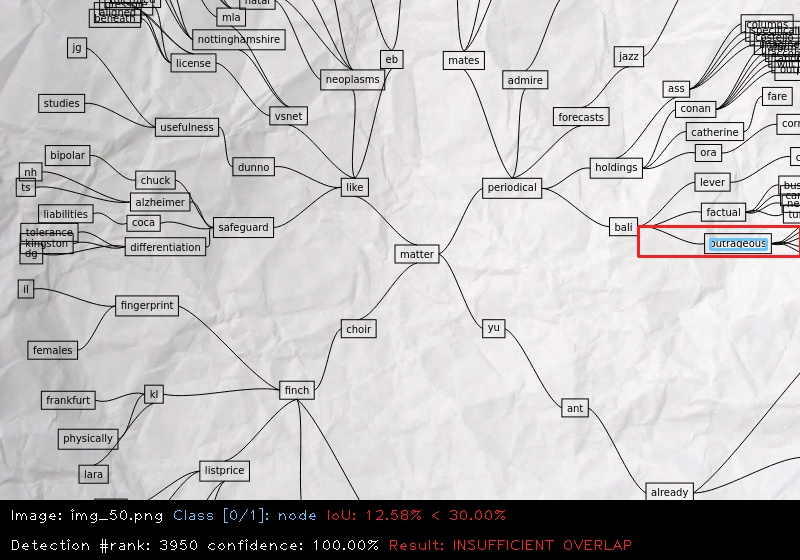 natal
mla
nottinghamshire
license
jg
studies
usefulness
vsnet
neoplasms
eb
mates
admire
jazz
forecasts
columns
ass
conan
fare
catherine
ora
holdings
periodical
lever
factual
bali
outrageous
bipolar
nh
ts
chuck
alzheimer
dunno
like
liabilities
coca
safeguard
tolerance
kingston
dg
differentiation
matter
il
fingerprint
females
choir
yu
finch
frankfurt
kl
physically
lara
listprice
ant
already
Image: img_50.png Class [0/1]: node IoU: 12.58% < 30.00%
Detection #rank: 3950 confidence: 100.00% Result: INSUFFICIENT OVERLAP